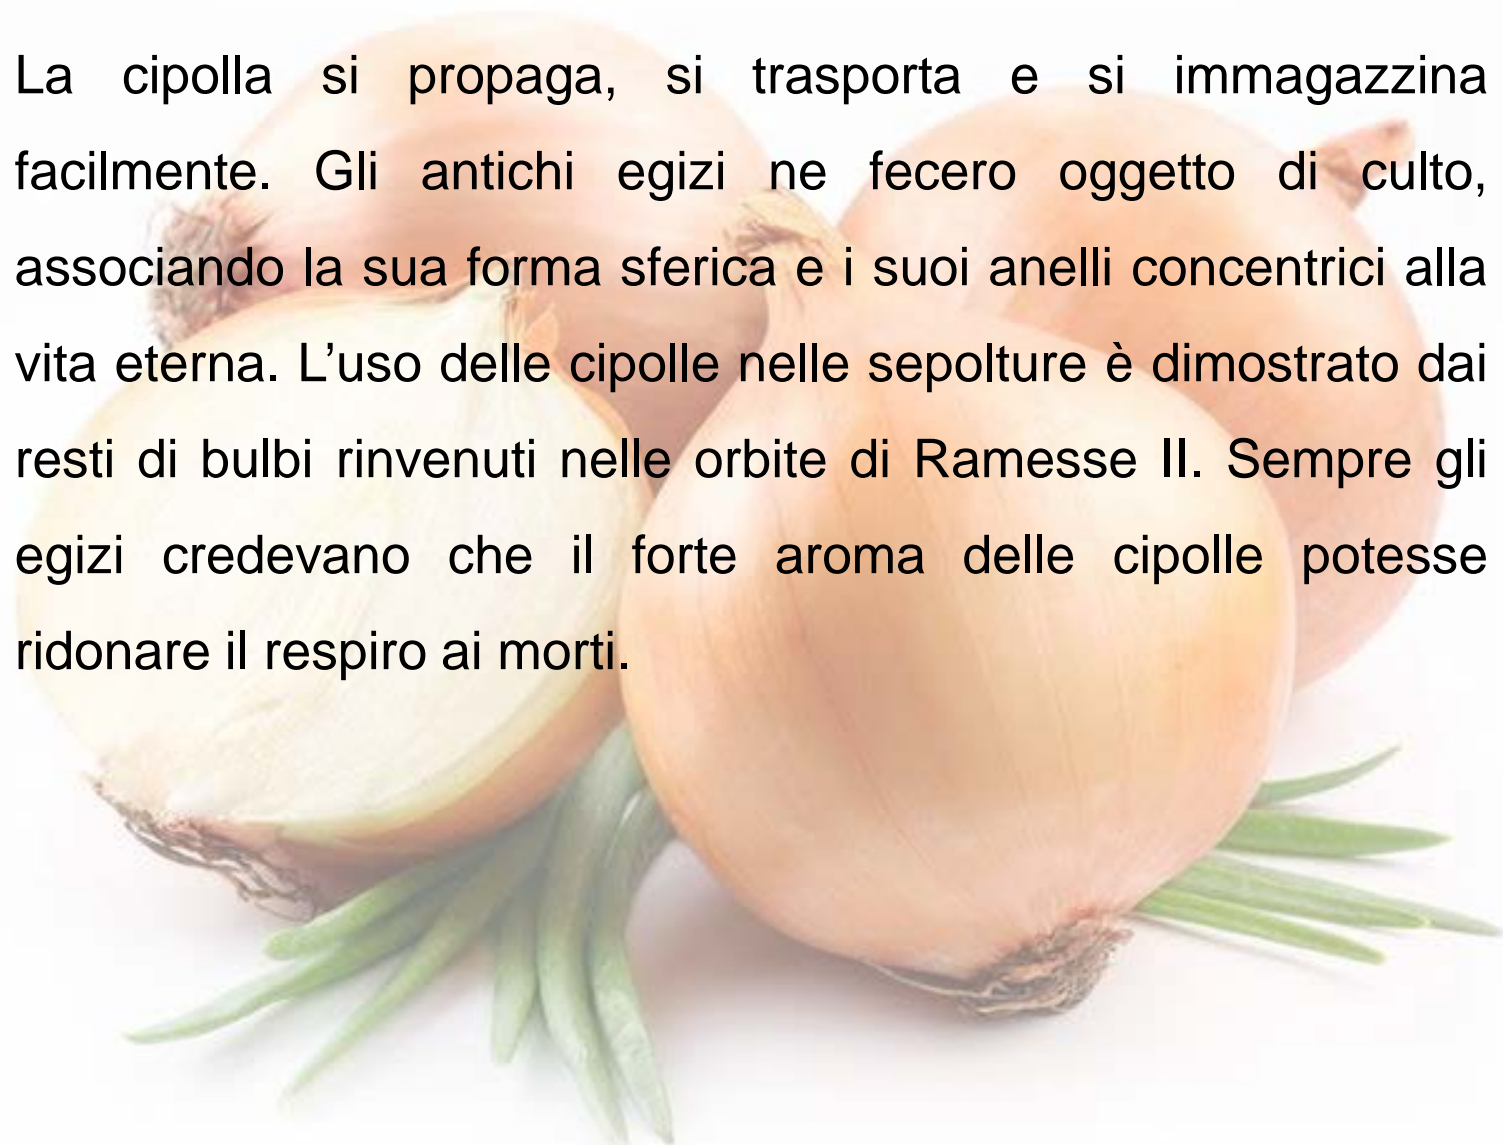 La cipolla si propaga, si trasporta e si immagazzina
facilmente. Gli antichi egizi ne fecero oggetto di culto,
associando la sua forma sferica e i suoi anelli concentrici alla
vita eterna. L’uso delle cipolle nelle sepolture è dimostrato dai
resti di bulbi rinvenuti nelle orbite di Ramesse II. Sempre gli
egizi credevano che il forte aroma delle cipolle potesse
ridonare il respiro ai morti.